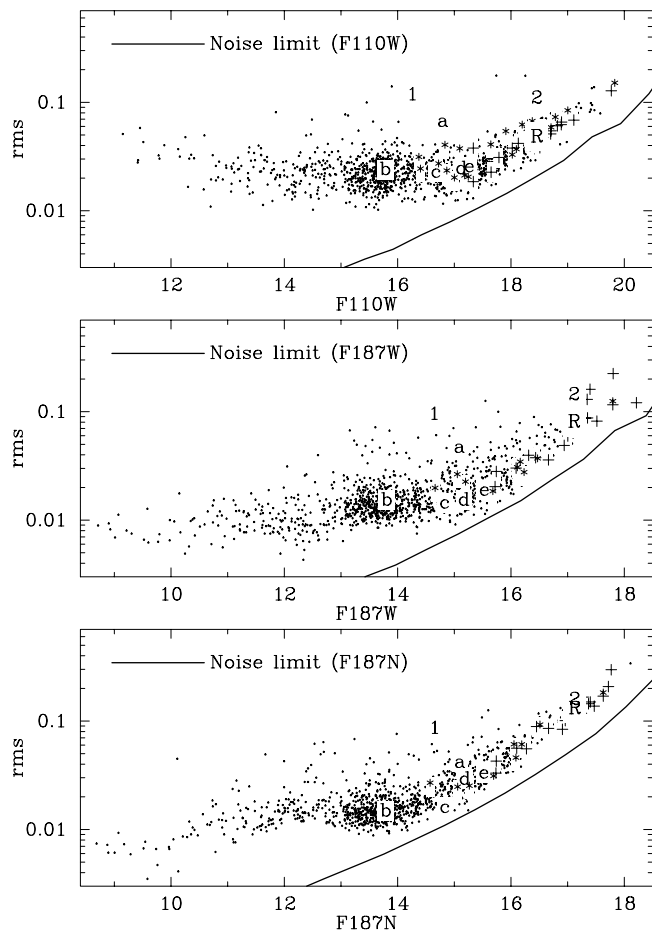 Noise limit (F110W)
1
2
a
R
b
c
d
e
0.1
0.01
rms
12
14
16
18
20
F110W
Noise limit (F187W)
1
2
a
R
b
c
d
e
0.1
0.01
rms
10
12
14
16
18
F187W
Noise limit (F187N)
1
2
R
a
b
c
d
e
0.1
0.01
rms
10
12
14
16
18
F187N